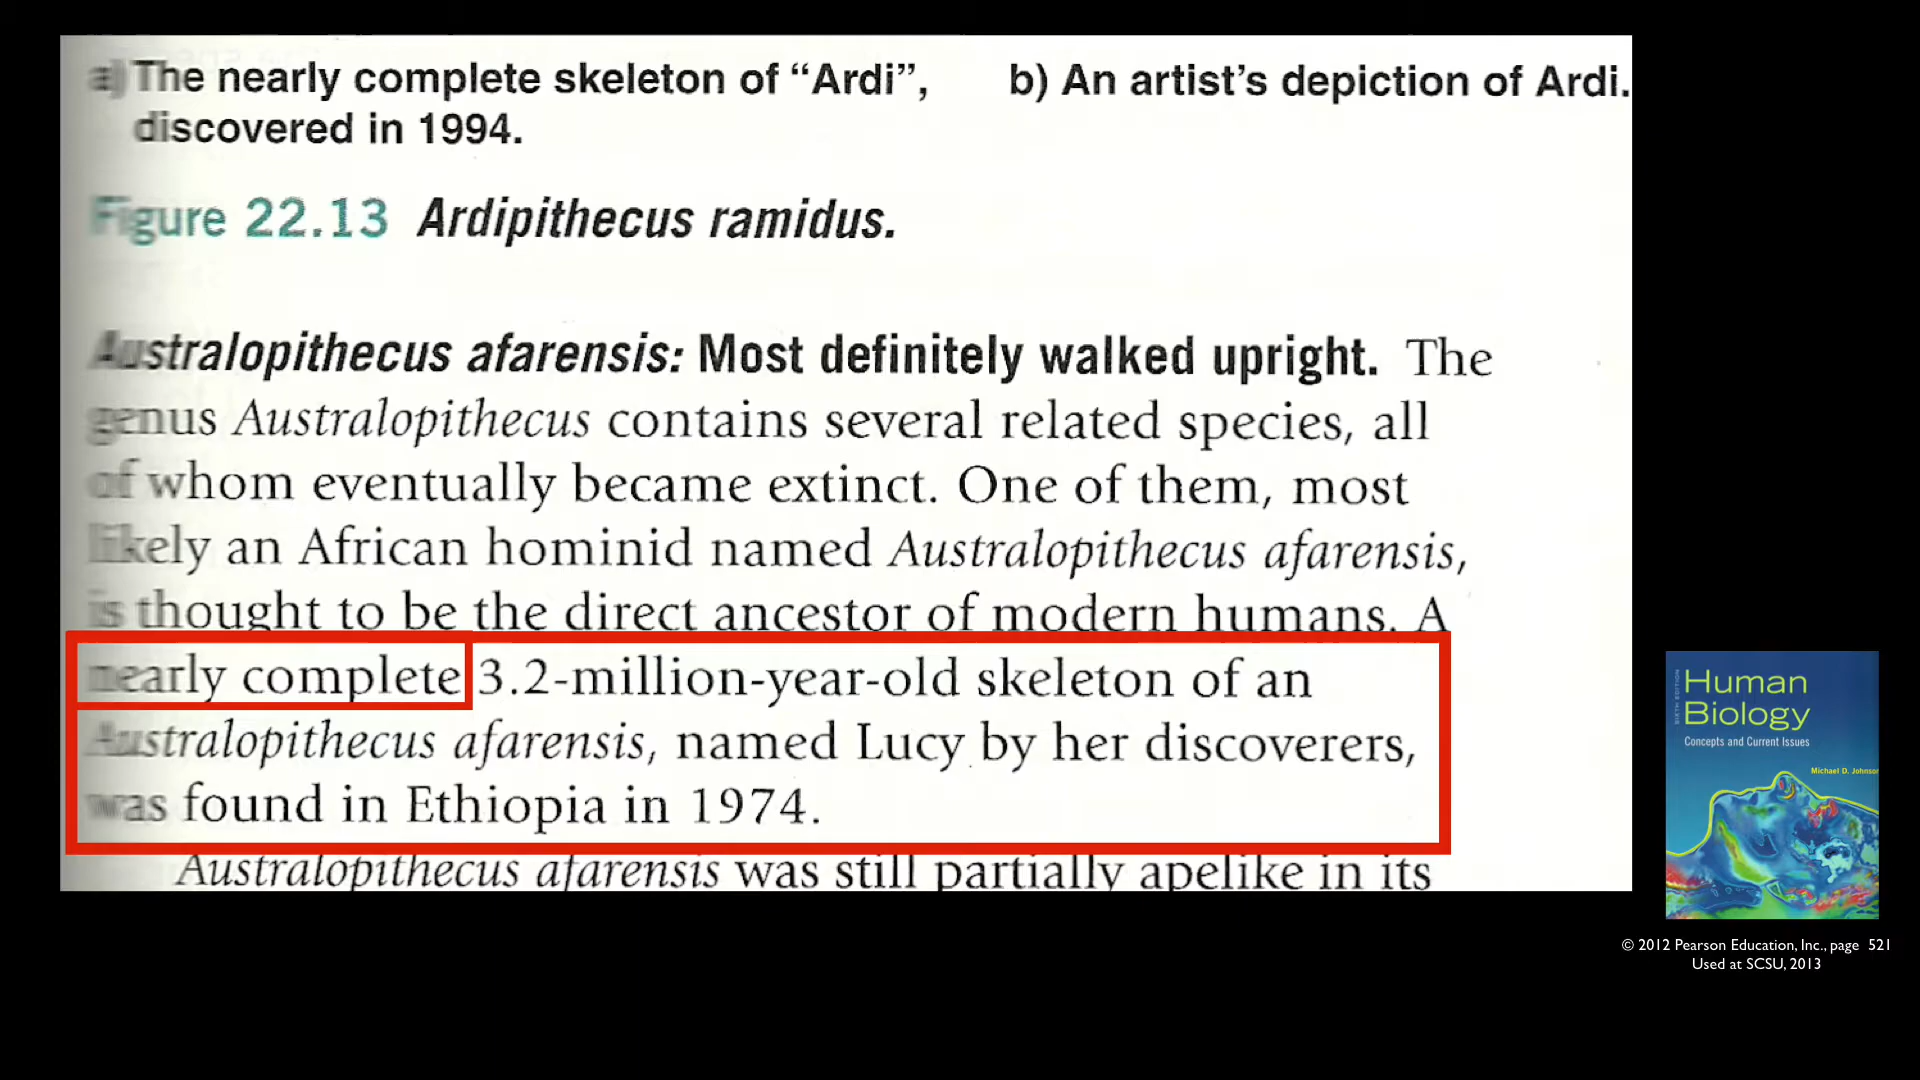 a) The nearly complete skeleton of “Ardi”, discovered in 1994.
b) An artist’s depiction of Ardi.
Figure 22.13 Ardipithecus ramidus.
Australopithecus afarensis: Most definitely walked upright. The
genus Australopithecus contains several related species, all
of whom eventually became extinct. One of them, most
likely an African hominid named Australopithecus afarensis,
is thought to be the direct ancestor of modern humans. A
nearly complete 3.2-million-year-old skeleton of an
Australopithecus afarensis, named Lucy by her discoverers,
was found in Ethiopia in 1974.
Australopithecus afarensis was still partially apelike in its
SIXTH EDITION
Human
Biology
Concepts and Current Issues
Michael D. Johnson
© 2012 Pearson Education, Inc., page 521
Used at SCSU, 2013